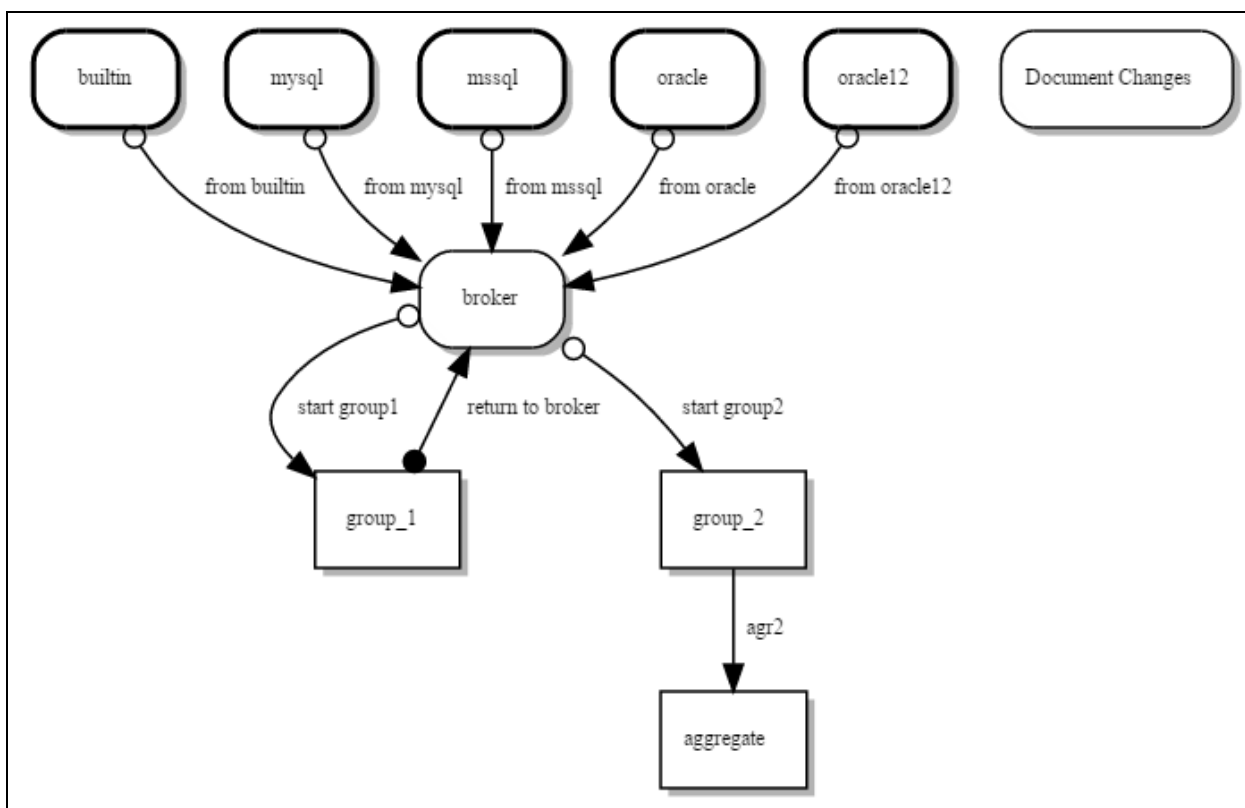 builtin
mysql
mssql
oracle
oracle12
Document Changes
from builtin
from mysql
from mssql
from oracle
from oracle12
broker
start group1
return to broker
start group2
group_1
group_2
agr2
aggregate